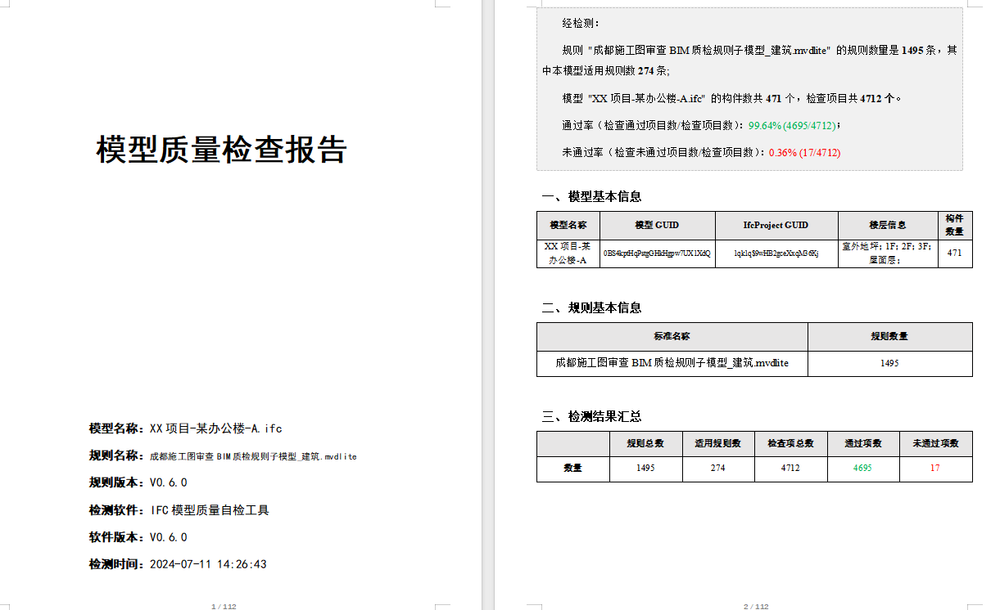 模型质量检查报告
模型名称：XX 项目-某办公楼-A.ifc
规则名称：成都施工图审查 BIM 质检规则子模型_建筑.mvdlite
规则版本：V0.6.0
检测软件：IFC 模型质量自检工具
软件版本：V0.6.0
检测时间：2024-07-11 14:26:43
1 / 112
经检测：
规则 "成都施工图审查 BIM 质检规则子模型_建筑.mvdlite" 的规则数量是 1495 条，其
中本模型适用规则数 274 条;
模型 "XX 项目-某办公楼-A.ifc" 的构件数共 471 个，检查项目共 4712 个。
通过率（检查通过项目数/检查项目数）：99.64% (4695/4712)；
未通过率（检查未通过项目数/检查项目数）：0.36% (17/4712)
一、模型基本信息
模型名称 模型 GUID IfcProject GUID 楼层信息 构件
数量
XX 项目-某
办公楼-A 0BS4kptHqPstgGHkHgpw7UX1XdQ 1qk1q$9wHB2gceXxqM36Kj 室外地坪；1F；2F；3F；
屋面层； 471
二、规则基本信息
标准名称 规则数量
成都施工图审查 BIM 质检规则子模型_建筑.mvdlite 1495
三、检测结果汇总
规则总数 适用规则数 检查项总数 通过项数 未通过项数
数量 1495 274 4712 4695 17
2 / 112